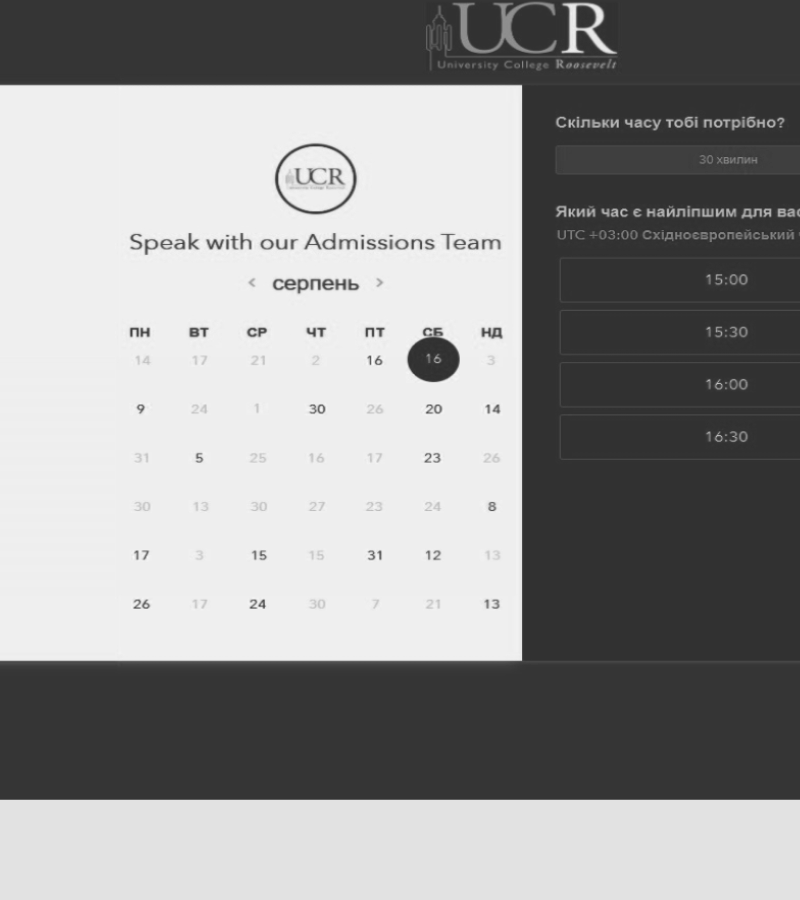 UCR
University College Roosevelt
UCR
Speak with our Admissions Team
< серпень >
ПН ВТ СР ЧТ ПТ СБ НД
14 17 21 2 16 16 3
9 24 1 30 26 20 14
31 5 25 16 17 23 26
30 13 30 27 23 24 8
17 3 15 15 31 12 13
26 17 24 30 7 21 13
Скільки часу тобі потрібно?
30 хвилин
Який час є найліпшим для вас
UTC +03:00 Східноєвропейський
15:00
15:30
16:00
16:30